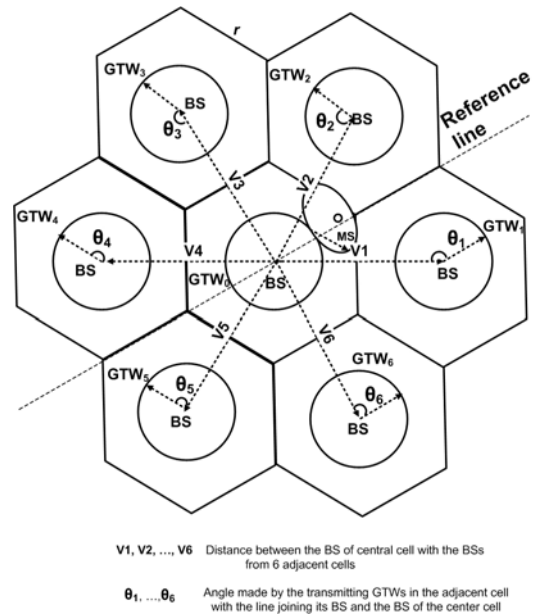 r
GTW3
BS
θ3
GTW2
BS
θ2
Reference
line
V3
V2
O
MS
GTW4
θ4
BS
V4
GTW0
BS
V1
θ1
GTW1
BS
V5
V6
GTW5
θ5
BS
GTW6
θ6
BS
V1, V2, ..., V6 Distance between the BS of central cell with the BSs
from 6 adjacent cells
θ1, ...,θ6 Angle made by the transmitting GTWs in the adjacent cell
with the line joining its BS and the BS of the center cell